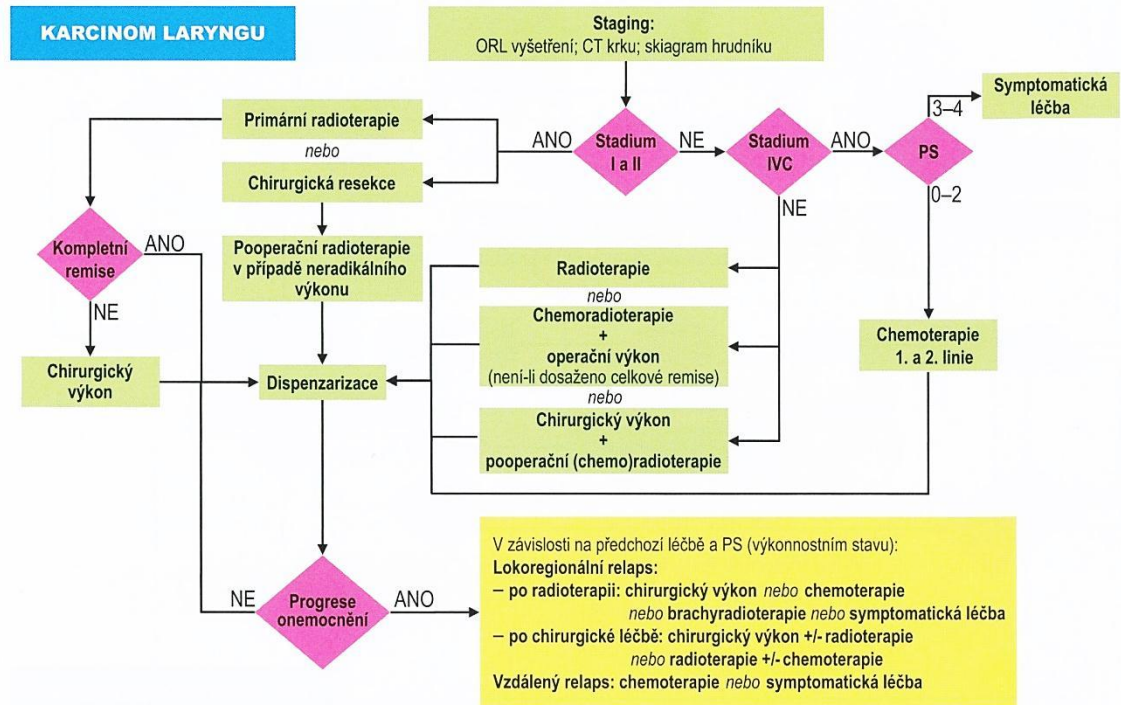 KARCINOM LARYNGU
Staging:
ORL vyšetření; CT krku; skiagram hrudníku
Symptomatická
léčba
3–4
Primární radioterapie
nebo
Chirurgická resekce
ANO
Stadium
I a II
NE
Stadium
IVC
ANO
PS
0–2
NE
Kompletní
remise
ANO
NE
Pooperační radioterapie
v případě neradikálního
výkonu
Radioterapie
nebo
Chemoradioterapie
+
operační výkon
(není-li dosaženo celkové remise)
nebo
Chirurgický výkon
+
pooperační (chemo)radioterapie
Chemoterapie
1. a 2. linie
Chirurgický
výkon
Dispenzarizace
NE
Progrese
onemocnění
ANO
V závislosti na předchozí léčbě a PS (výkonnostním stavu):
Lokoregionální relaps:
– po radioterapii: chirurgický výkon nebo chemoterapie
nebo brachyradioterapie nebo symptomatická léčba
– po chirurgické léčbě: chirurgický výkon +/- radioterapie
nebo radioterapie +/- chemoterapie
Vzdálený relaps: chemoterapie nebo symptomatická léčba